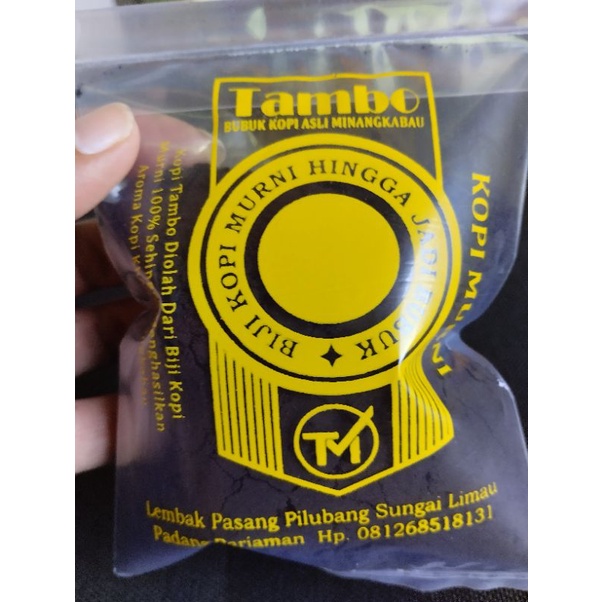 Tambo
BUBUK KOPI ASLI MINANGKABAU
BIJI KOPI MURNI HINGGA JADI BUBUK
KOPI MURNI
Kopi Tambo Diolah Dari Biji Kopi
Murni 100% Menghasilkan
Aroma Kopi
TM
Lembak Pasang Pilubang Sungai Limau
Padang Pariaman Hp. 081268518131